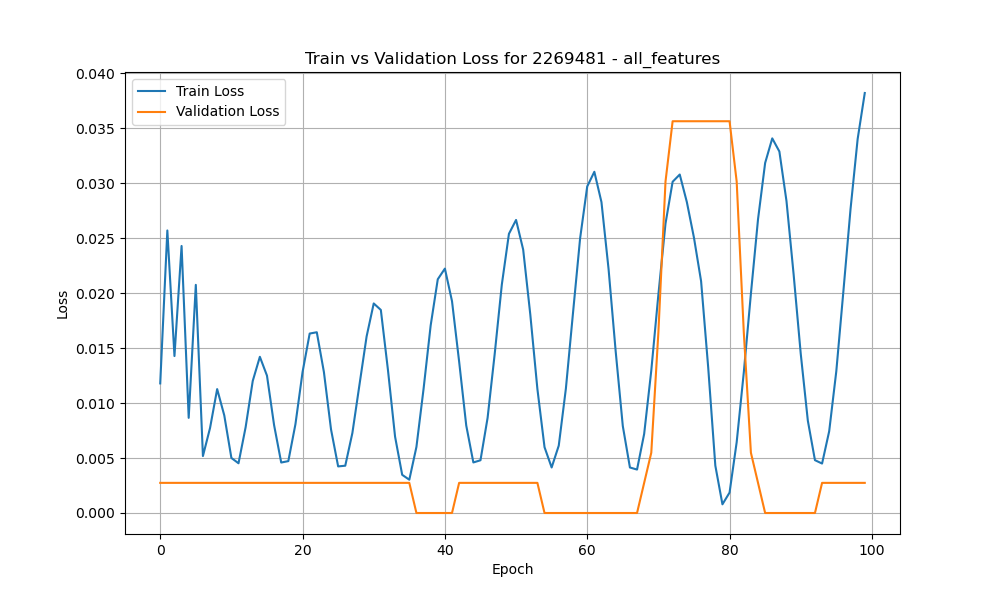 Train vs Validation Loss for 2269481 - all_features
Train Loss
Validation Loss
0.040
0.035
0.030
0.025
0.020
0.015
0.010
0.005
0.000
Loss
0 20 40 60 80 100
Epoch